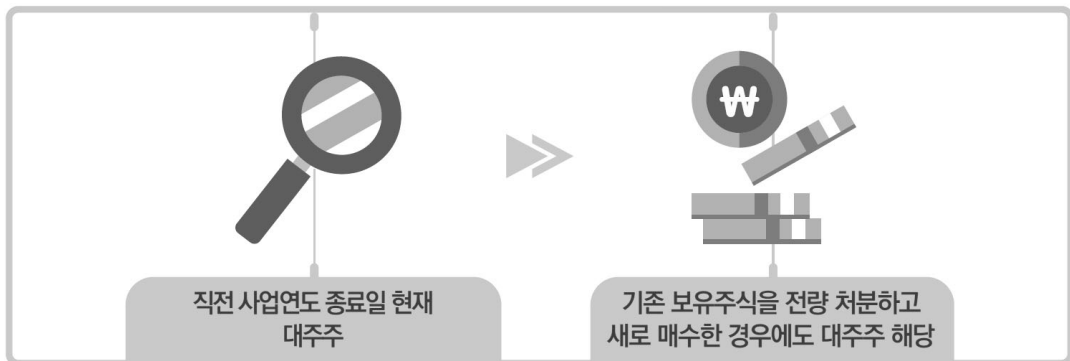 ₩
직전 사업연도 종료일 현재
대주주
기존 보유주식을 전량 처분하고
새로 매수한 경우에도 대주주 해당